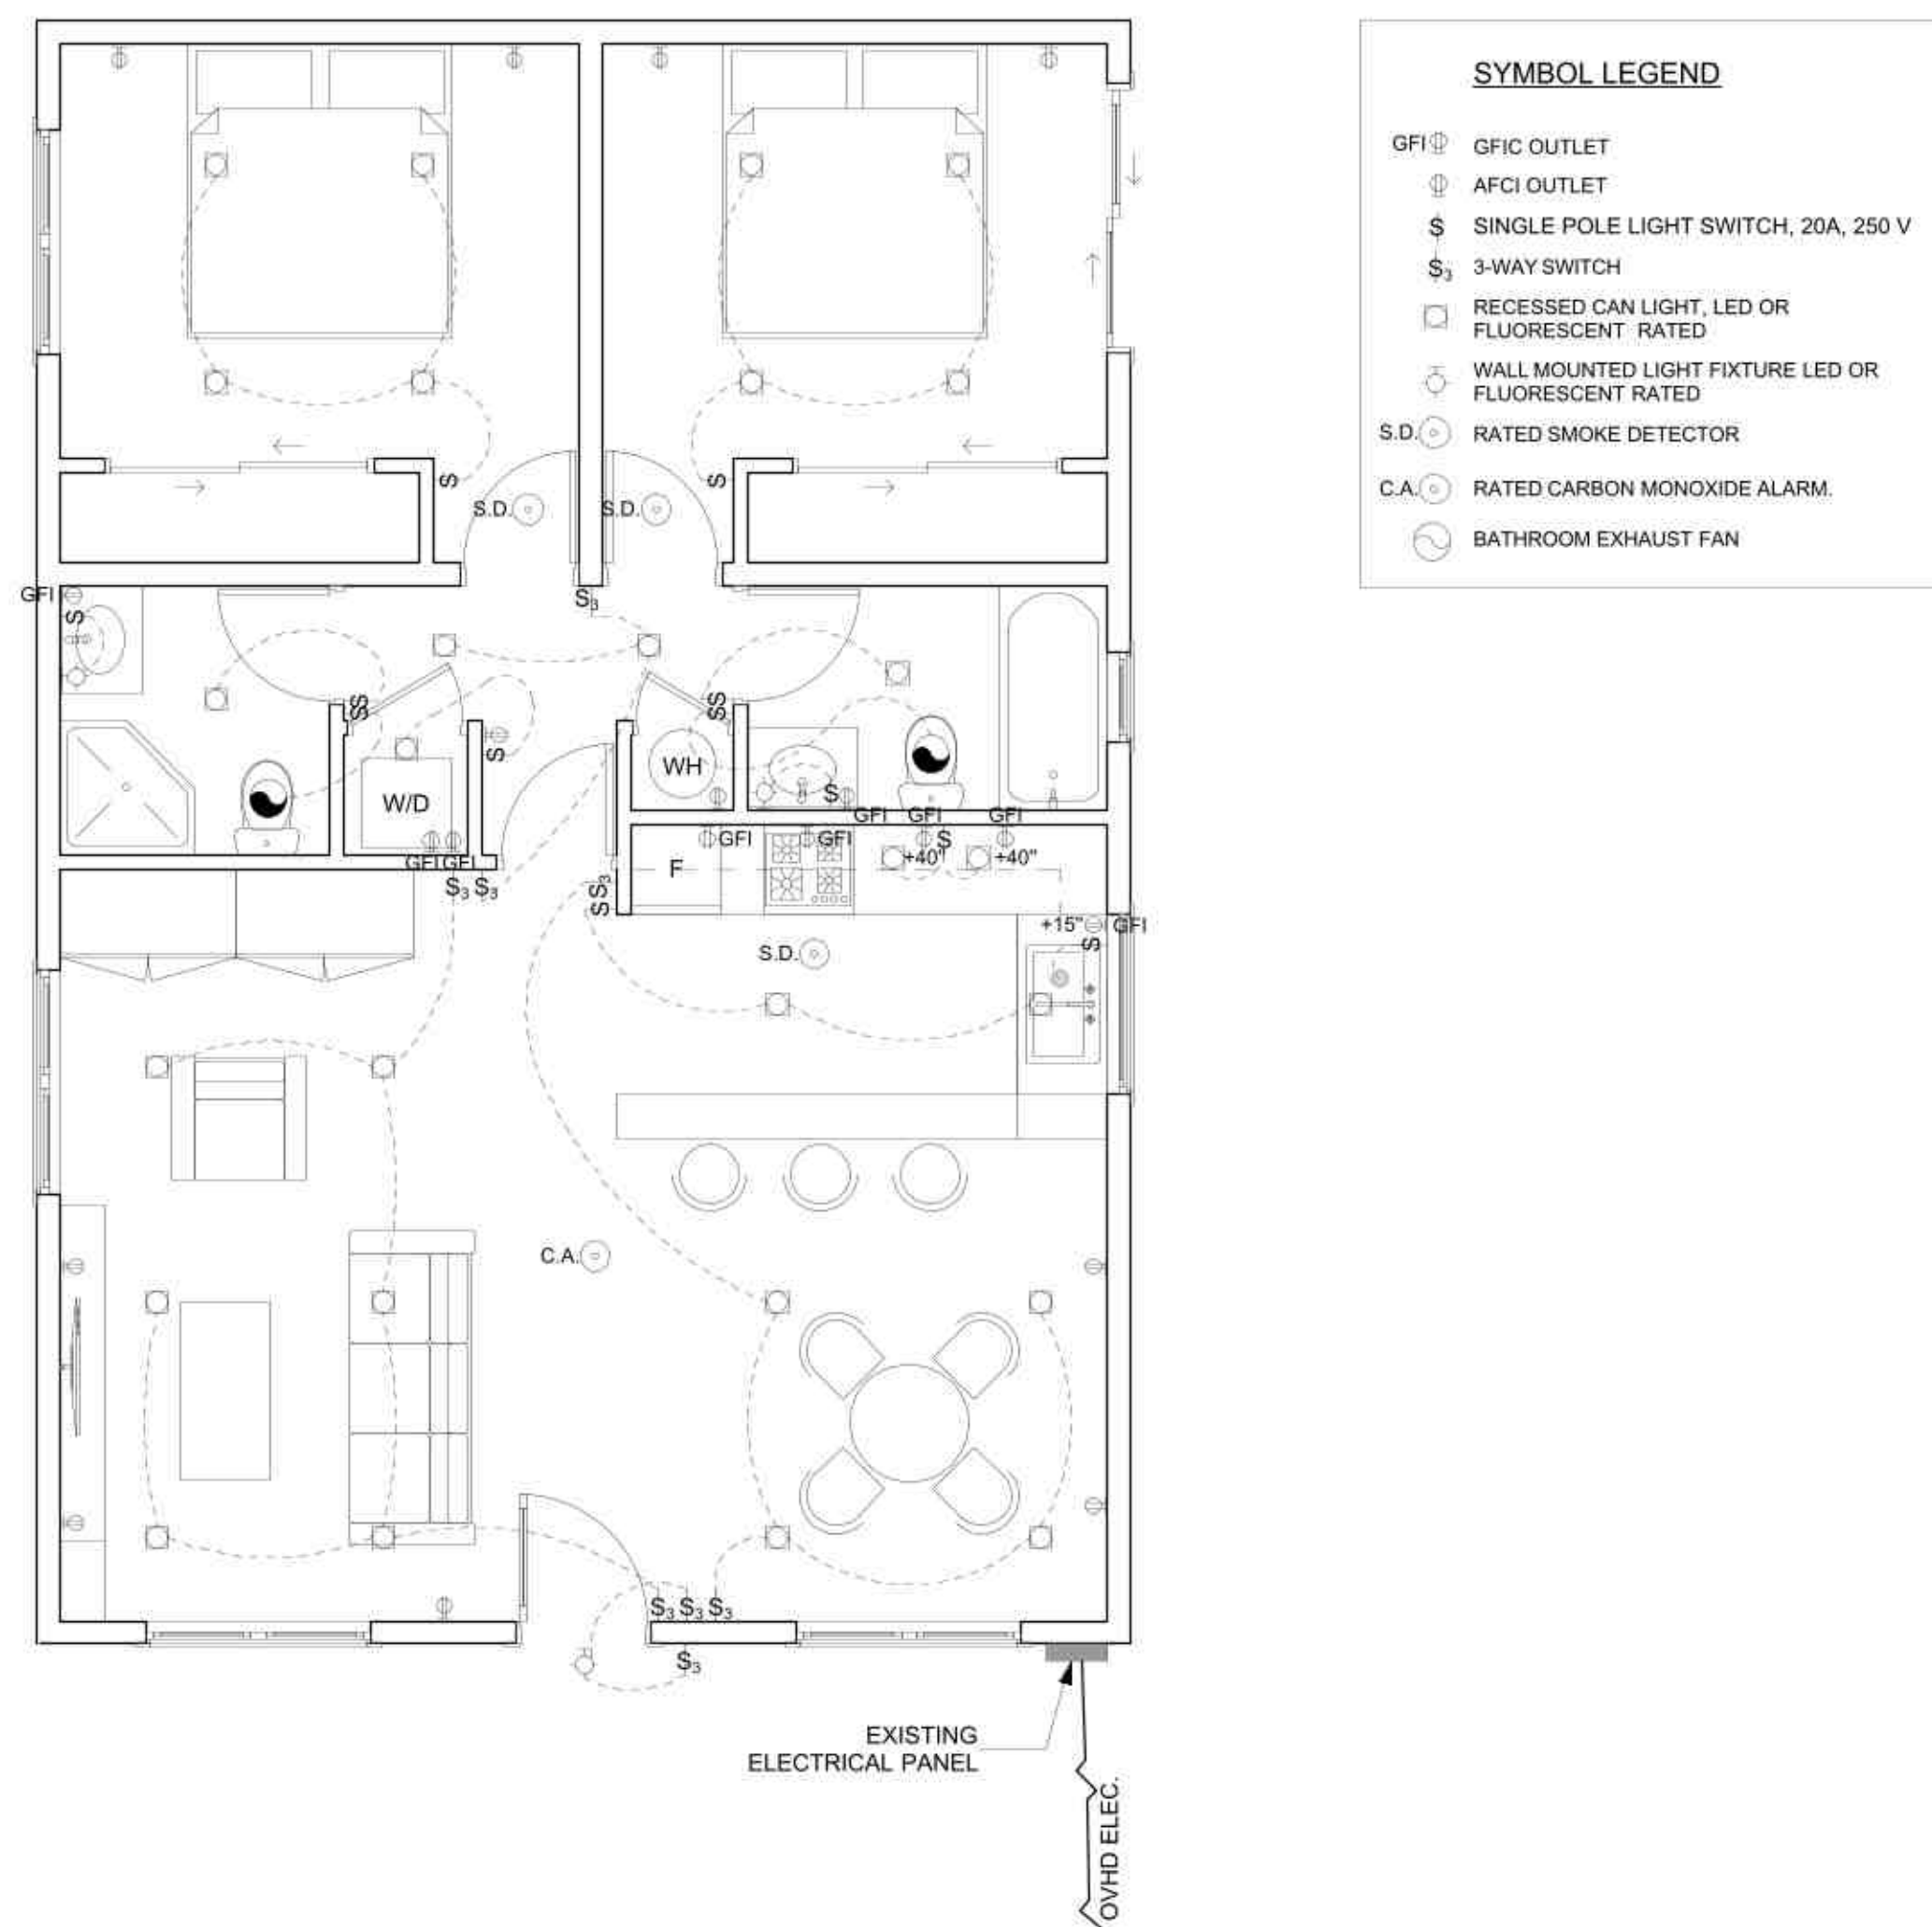 SYMBOL LEGEND
GFI GFIC OUTLET
AFCI OUTLET
$ SINGLE POLE LIGHT SWITCH, 20A, 250 V
$3 3-WAY SWITCH
RECESSED CAN LIGHT, LED OR
FLUORESCENT RATED
WALL MOUNTED LIGHT FIXTURE LED OR
FLUORESCENT RATED
S.D. RATED SMOKE DETECTOR
C.A. RATED CARBON MONOXIDE ALARM.
BATHROOM EXHAUST FAN
$ $
S.D. S.D.
GFI
$
$3
$$
$$
$
WH
W/D
$
GFI GFI GFI
GFI GFI $
+40" +40"
GFI GFI
F
$3 $3
$3
$
+15" GFI
$
S.D.
C.A.
$3 $3 $3
$3
EXISTING
ELECTRICAL PANEL
OVHD ELEC.